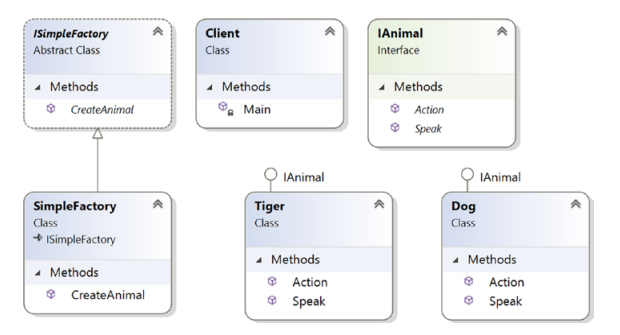 ISimpleFactory
Abstract Class
Methods
CreateAnimal
Client
Class
Methods
Main
IAnimal
Interface
Methods
Action
Speak
SimpleFactory
Class
ISimpleFactory
Methods
CreateAnimal
IAnimal
Tiger
Class
Methods
Action
Speak
IAnimal
Dog
Class
Methods
Action
Speak